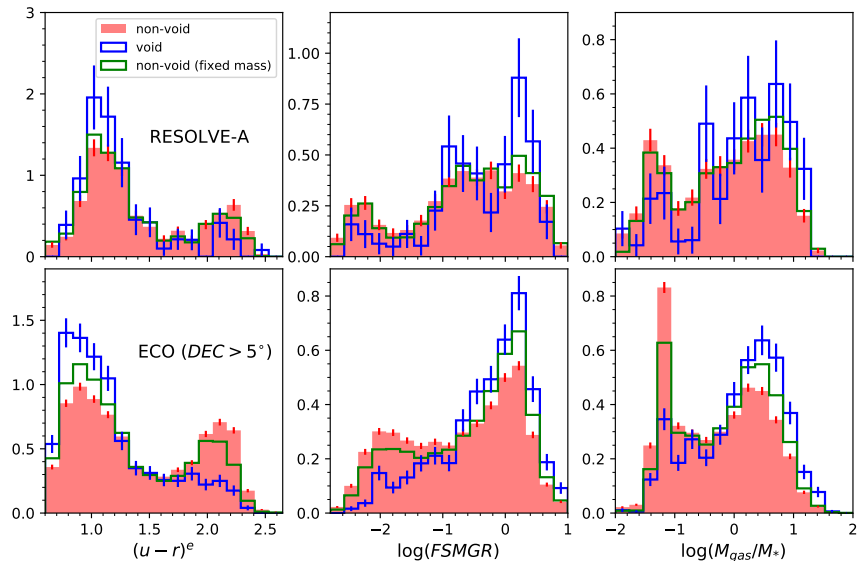 non-void
void
non-void (fixed mass)
RESOLVE-A
3
2
1
0
1.00
0.75
0.50
0.25
0.00
0.8
0.6
0.4
0.2
0.0
ECO (DEC > 5°)
1.5
1.0
0.5
0.0
0.8
0.6
0.4
0.2
0.0
0.8
0.6
0.4
0.2
0.0
1.0 1.5 2.0 2.5
−2 −1 0 1
−2 −1 0 1 2
(u − r)^e
log(FSMGR)
log(M_gas/M_*)